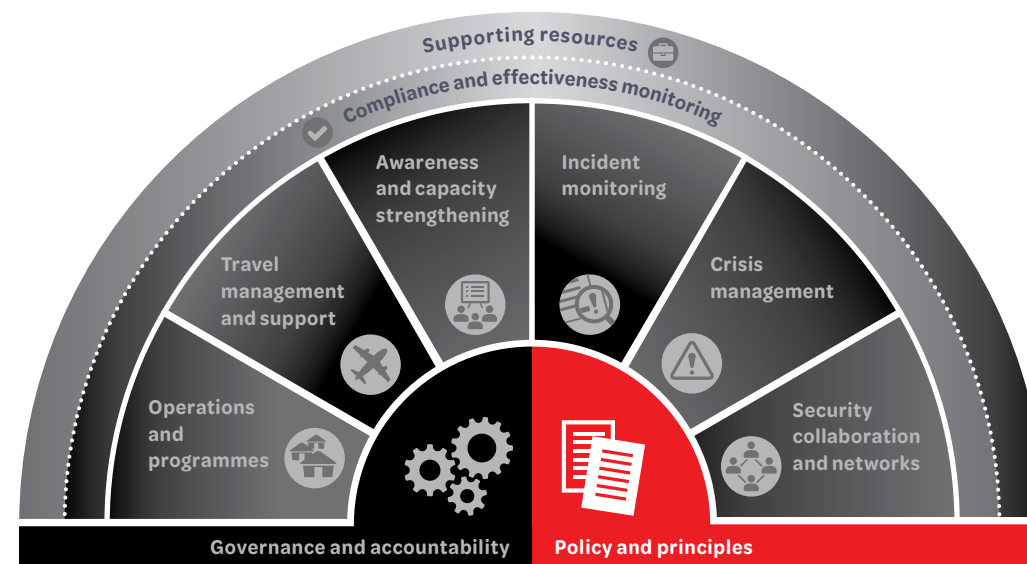 Supporting resources
Compliance and effectiveness monitoring
Awareness
and capacity
strengthening
Incident
monitoring
Travel
management
and support
Crisis
management
Operations
and
programmes
Security
collaboration
and networks
Governance and accountability
Policy and principles